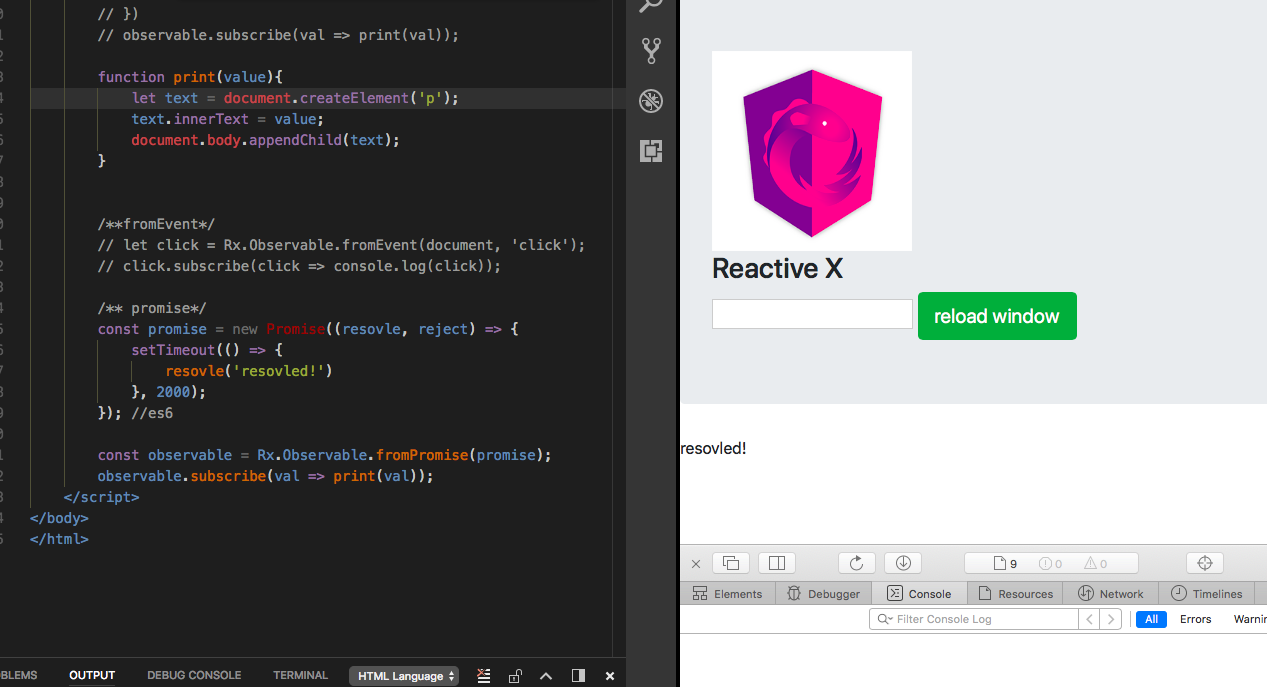 // })
// observable.subscribe(val => print(val));
function print(value){
let text = document.createElement('p');
text.innerText = value;
document.body.appendChild(text);
}
/**fromEvent*/
// let click = Rx.Observable.fromEvent(document, 'click');
// click.subscribe(click => console.log(click));
/** promise*/
const promise = new Promise((resovle, reject) => {
setTimeout(() => {
resovle('resovled!')
}, 2000);
}); //es6
const observable = Rx.Observable.fromPromise(promise);
observable.subscribe(val => print(val));
</script>
</body>
</html>
BLEMS OUTPUT DEBUG CONSOLE TERMINAL HTML Language
Reactive X
reload window
resovled!
9 0 0
Elements Debugger Console Resources Network Timelines
Filter Console Log All Errors Warnin